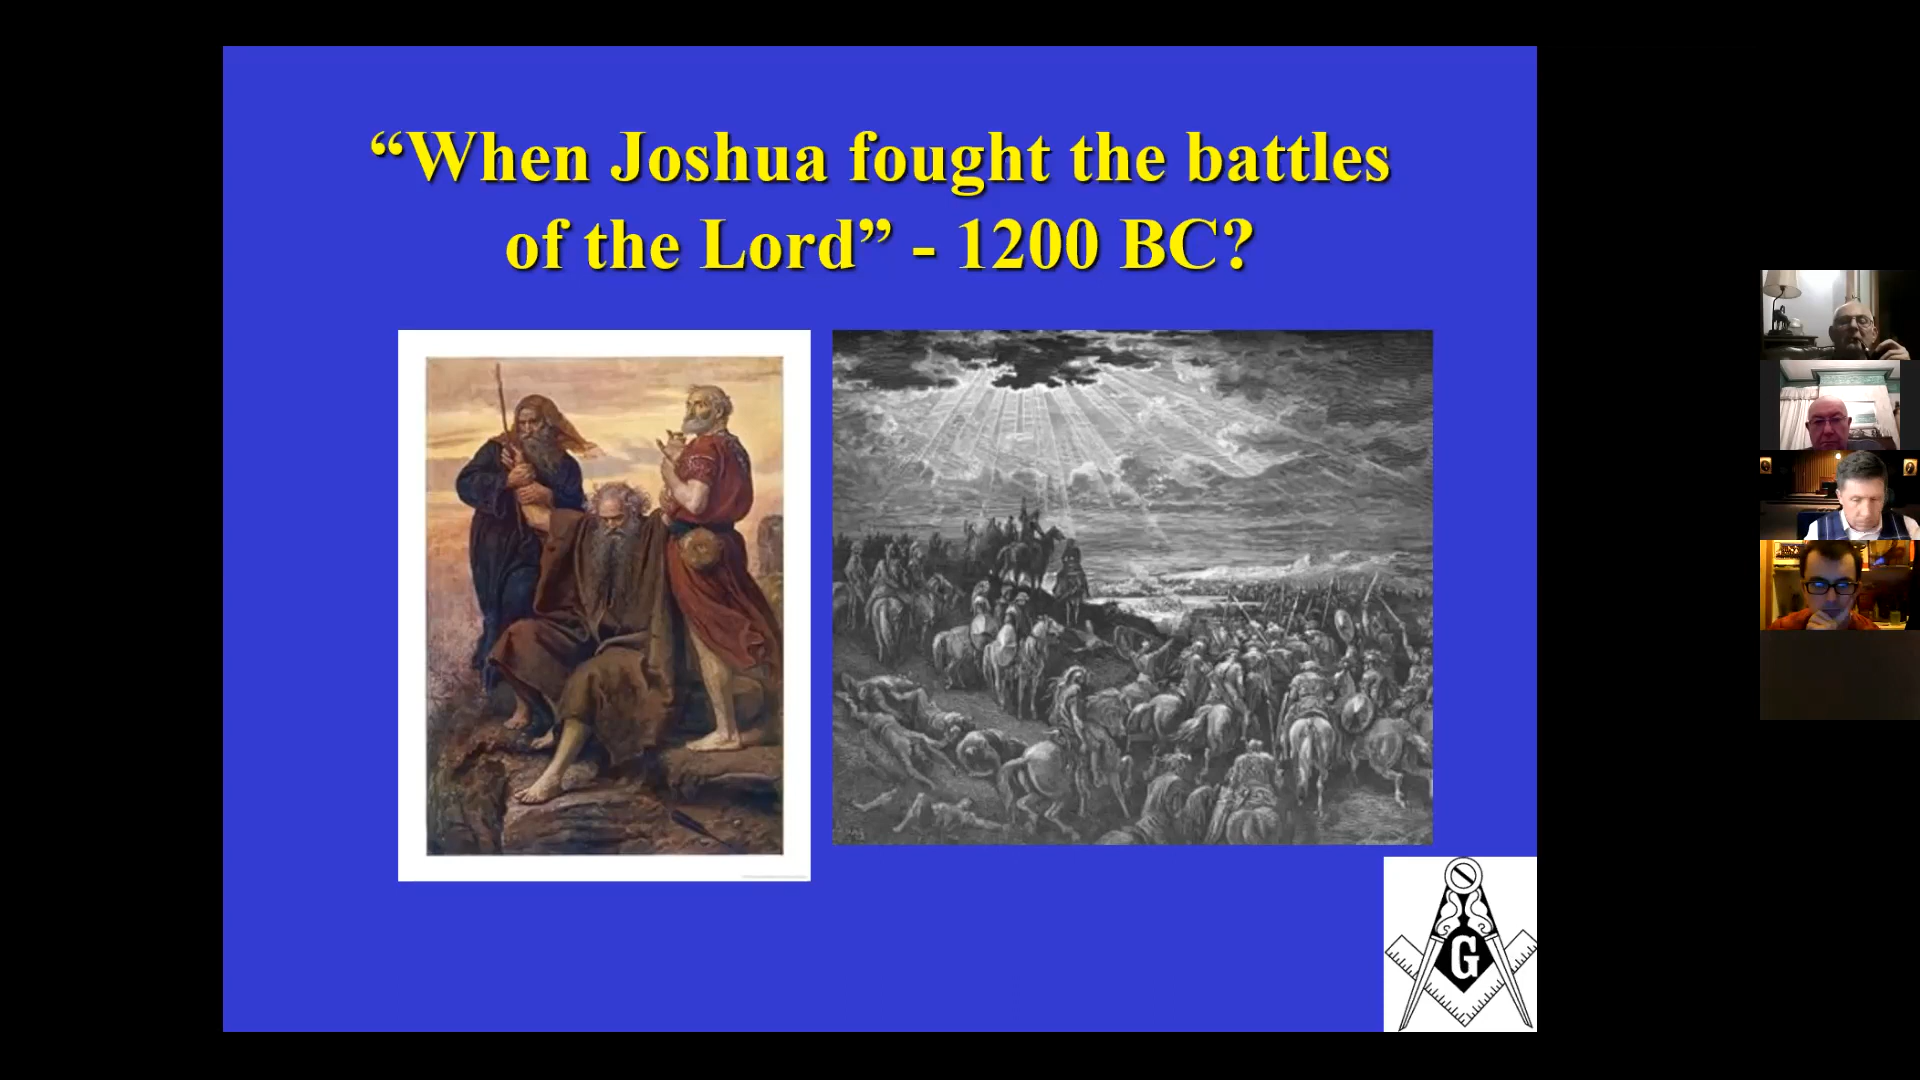 “When Joshua fought the battles
of the Lord” - 1200 BC?
G